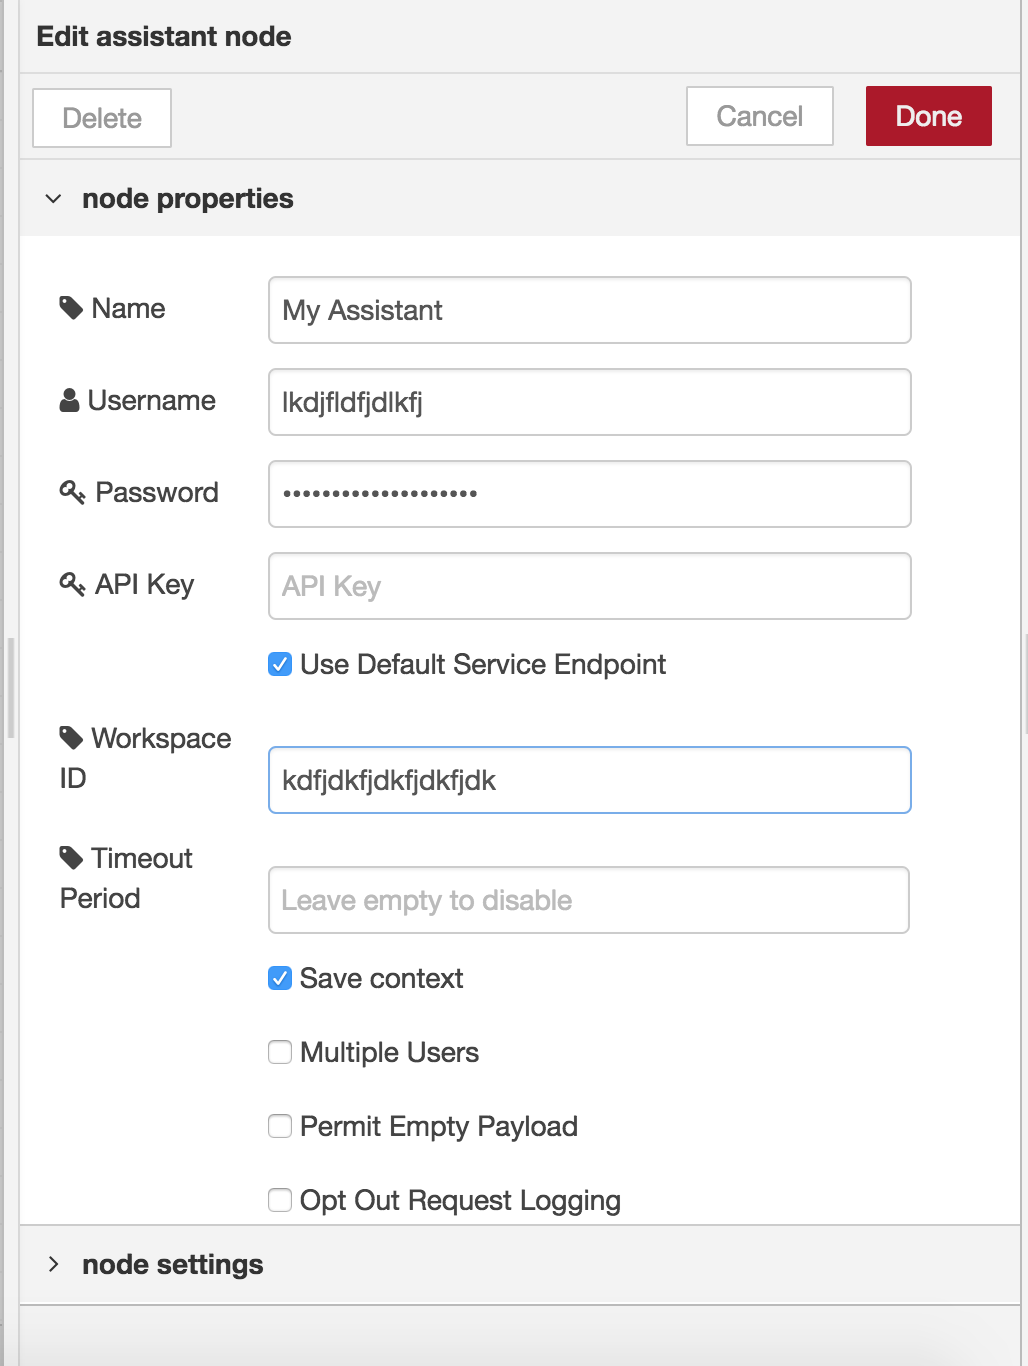 Edit assistant node
Delete
Cancel
Done
node properties
Name
My Assistant
Username
lkdjfldfjdlkfj
Password
••••••••••••••••••••
API Key
API Key
Use Default Service Endpoint
Workspace
ID
kdfjdkfjdkfjdkfjdk
Timeout
Period
Leave empty to disable
Save context
Multiple Users
Permit Empty Payload
Opt Out Request Logging
node settings